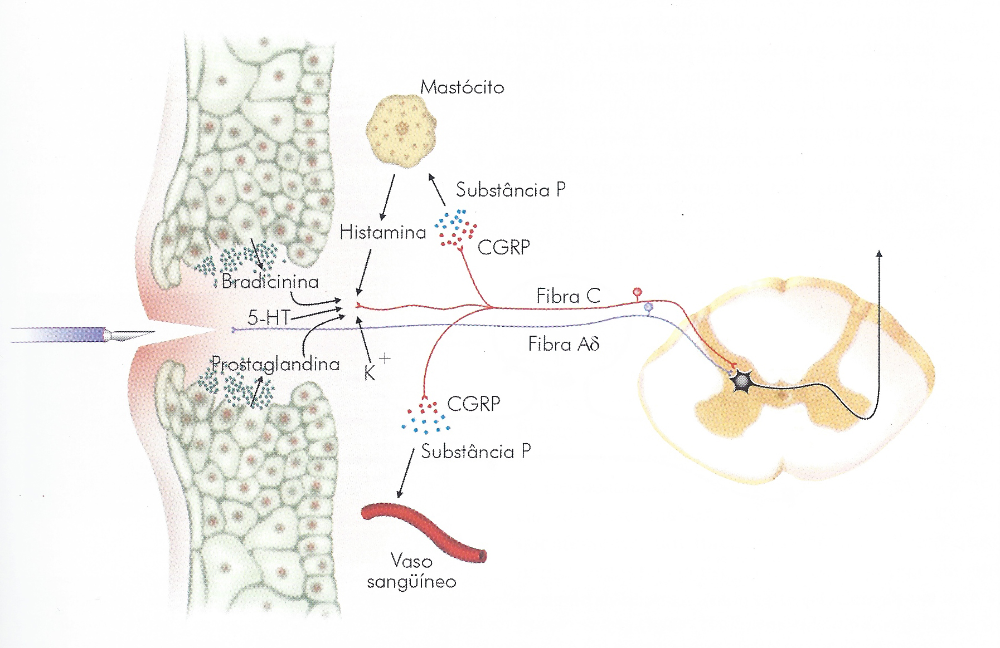 Mastócito
Substância P
Histamina
CGRP
Bradicinina
Fibra C
5-HT
Fibra Aδ
Prostaglandina
K+
CGRP
Substância P
Vaso
sangüíneo